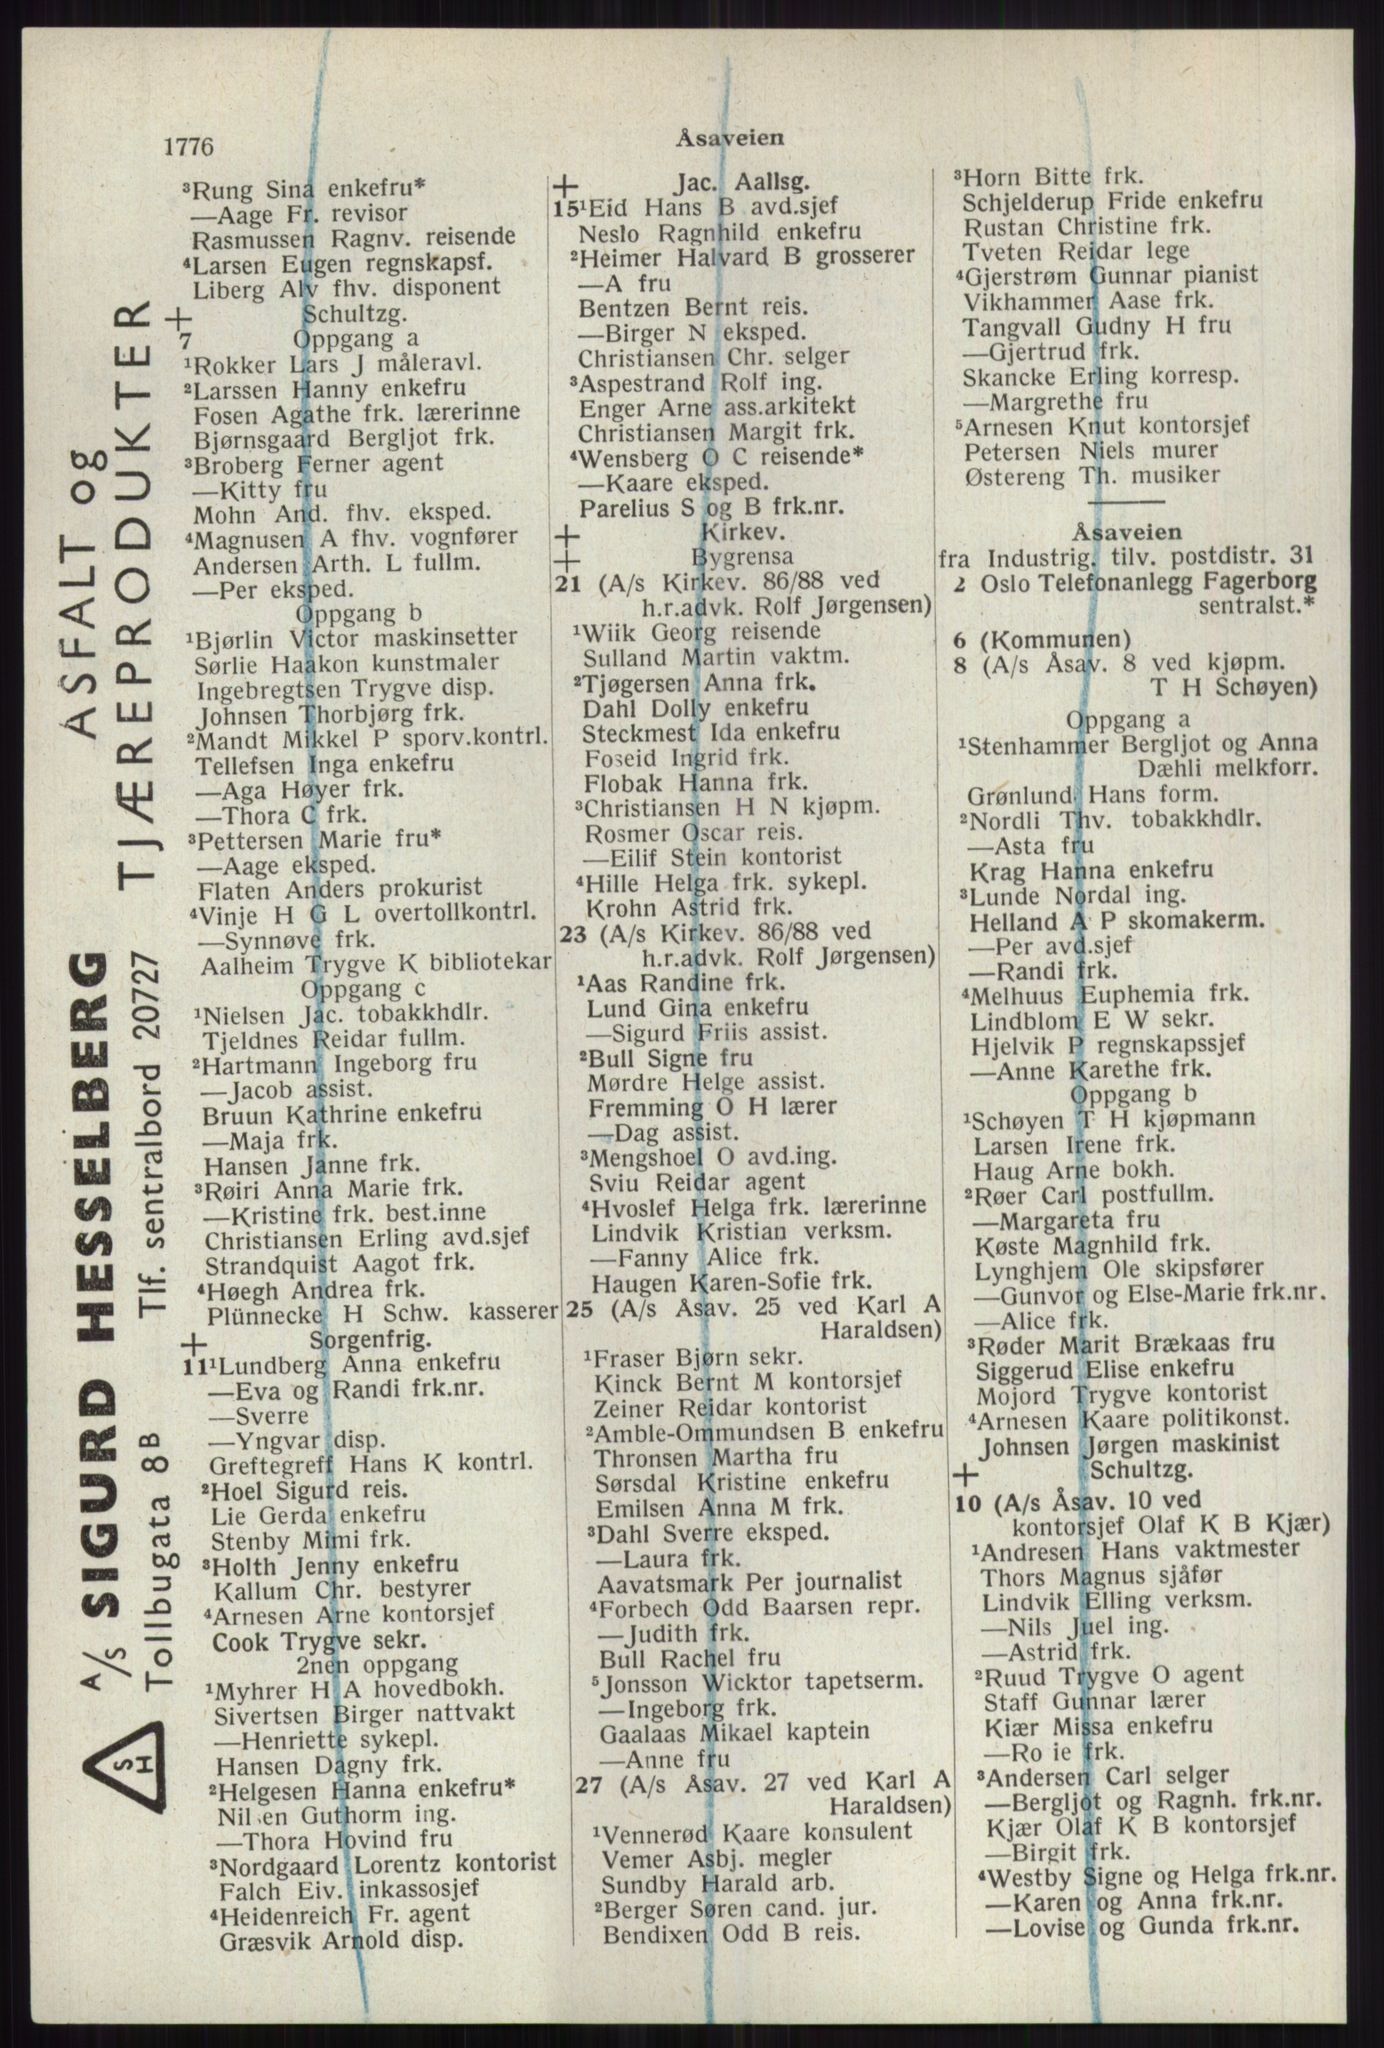 1776
Åsaveien
³Rung Sina enkefru*
—Aage Fr. revisor
Rasmussen Ragnv. reisende
⁴Larsen Eugen regnskapsf.
Liberg Alv fhv. disponent
+ Schultzg.
7 Oppgang a
¹Rokker Lars J måleravl.
²Larssen Hanny enkefru
Fosen Agathe frk. lærerinne
Bjørnsgaard Bergljot frk.
³Broberg Ferner agent
—Kitty fru
Mohn And. fhv. eksped.
⁴Magnusen A fhv. vognfører
Andersen Arth. L fullm.
—Per eksped.
Oppgang b
¹Bjørlin Victor maskinsetter
Sørlie Haakon kunstmaler
Ingebregtsen Trygve disp.
Johnsen Thorbjørg frk.
²Mandt Mikkel P sporv.kontrl.
Tellefsen Inga enkefru
—Aga Høyer frk.
—Thora C frk.
³Pettersen Marie fru*
—Aage eksped.
Flaten Anders prokurist
⁴Vinje H G L overtollkontrl.
—Synnøve frk.
Aalheim Trygve K bibliotekar
Oppgang c
¹Nielsen Jac. tobakkhdlr.
Tjeldnes Reidar fullm.
²Hartmann Ingeborg fru
—Jacob assist.
Bruun Kathrine enkefru
—Maja frk.
Hansen Janne frk.
³Røiri Anna Marie frk.
—Kristine frk. best.inne
Christiansen Erling avd.sjef
Strandquist Aagot frk.
⁴Høegh Andrea frk.
Plünnecke H Schw. kasserer
+ Sorgenfrig.
11¹Lundberg Anna enkefru
—Eva og Randi frk.nr.
—Sverre
—Yngvar disp.
Greftegreff Hans K kontrl.
²Hoel Sigurd reis.
Lie Gerda enkefru
Stenby Mimi frk.
³Holth Jenny enkefru
Kallum Chr. bestyrer
⁴Arnesen Arne kontorsjef
Cook Trygve sekr.
2nen oppgang
¹Myhrer H A hovedbokh.
Sivertsen Birger nattvakt
—Henriette sykepl.
Hansen Dagny frk.
²Helgesen Hanna enkefru*
Nil en Guthorm ing.
—Thora Hovind fru
³Nordgaard Lorentz kontorist
Falch Eiv. inkassosjef
⁴Heidenreich Fr. agent
Græsvik Arnold disp.
+ Jac. Aallsg.
15¹Eid Hans B avd.sjef
Neslo Ragnhild enkefru
²Heimer Halvard B grosserer
—A fru
Bentzen Bernt reis.
—Birger N eksped.
Christiansen Chr. selger
³Aspestrand Rolf ing.
Enger Arne ass.arkitekt
Christiansen Margit frk.
⁴Wensberg O C reisende*
—Kaare eksped.
Parelius S og B frk.nr.
+ Kirkev.
+ Bygrensa
21 (A/s Kirkev. 86/88 ved
h.r.advk. Rolf Jørgensen)
¹Wiik Georg reisende
Sulland Martin vaktm.
²Tjøgersen Anna frk.
Dahl Dolly enkefru
Steckmest Ida enkefru
Foseid Ingrid frk.
Flobak Hanna frk.
³Christiansen H N kjøpm.
Rosmer Oscar reis.
—Eilif Stein kontorist
⁴Hille Helga frk. sykepl.
Krohn Astrid frk.
23 (A/s Kirkev. 86/88 ved
h.r.advk. Rolf Jørgensen)
¹Aas Randine frk.
Lund Gina enkefru
—Sigurd Friis assist.
²Bull Signe fru
Mørdre Helge assist.
Fremming O H lærer
—Dag assist.
³Mengshoel O avd.ing.
Sviu Reidar agent
⁴Hvoslef Helga frk. lærerinne
Lindvik Kristian verksm.
—Fanny Alice frk.
Haugen Karen-Sofie frk.
25 (A/s Åsav. 25 ved Karl A
Haraldsen)
¹Fraser Bjørn sekr.
Kinck Bernt M kontorsjef
Zeiner Reidar kontorist
²Amble-Ommundsen B enkefru
Thronsen Martha fru
Sørsdal Kristine enkefru
Emilsen Anna M frk.
³Dahl Sverre eksped.
—Laura frk.
Aavatsmark Per journalist
⁴Forbech Odd Baarsen repr.
—Judith frk.
Bull Rachel fru
⁵Jonsson Wicktor tapetserm.
—Ingeborg frk.
Gaalaas Mikael kaptein
—Anne fru
27 (A/s Åsav. 27 ved Karl A
Haraldsen)
¹Vennerød Kaare konsulent
Vemer Asbj. megler
Sundby Harald arb.
²Berger Søren cand. jur.
Bendixen Odd B reis.
³Horn Bitte frk.
Schjelderup Fride enkefru
Rustan Christine frk.
Tveten Reidar lege
⁴Gjerstrøm Gunnar pianist
Vikhammer Aase frk.
Tangvall Gudny H fru
—Gjertrud frk.
Skancke Erling korresp.
—Margrethe fru
⁵Arnesen Knut kontorsjef
Petersen Niels murer
Østereng Th. musiker
Åsaveien
fra Industrig. tilv. postdistr. 31
2 Oslo Telefonanlegg Fagerborg
sentralst.*
6 (Kommunen)
8 (A/s Åsav. 8 ved kjøpm.
T H Schøyen)
Oppgang a
¹Stenhammer Bergljot og Anna
Dæhli melkforr.
Grønlund Hans form.
²Nordli Thv. tobakkhdlr.
—Asta fru
Krag Hanna enkefru
³Lunde Nordal ing.
Helland A P skomakerm.
—Per avd.sjef
—Randi frk.
⁴Melhuus Euphemia frk.
Lindblom E W sekr.
Hjelvik P regnskapssjef
—Anne Karethe frk.
Oppgang b
¹Schøyen T H kjøpmann
Larsen Irene frk.
Haug Arne bokh.
²Røer Carl postfullm.
—Margareta fru
Køste Magnhild frk.
Lynghjem Ole skipsfører
—Gunvor og Else-Marie frk.nr.
—Alice frk.
³Røder Marit Brækaas fru
Siggerud Elise enkefru
Mojord Trygve kontorist
⁴Arnesen Kaare politikonst.
Johnsen Jørgen maskinist
+ Schultzg.
10 (A/s Åsav. 10 ved
kontorsjef Olaf K B Kjær)
¹Andresen Hans vaktmester
Thors Magnus sjåfør
Lindvik Elling verksm.
—Nils Juel ing.
—Astrid frk.
²Ruud Trygve O agent
Staff Gunnar lærer
Kiær Missa enkefru
—Ro ie frk.
³Andersen Carl selger
—Bergljot og Ragnh. frk.nr.
Kjær Olaf K B kontorsjef
—Birgit frk.
⁴Westby Signe og Helga frk.nr.
—Karen og Anna frk.nr.
—Lovise og Gunda frk.nr.
SH
A/S SIGURD HESSELBERG
Tollbugata 8B Tlf. sentralbord 20727
ASFALT og
TJÆREPRODUKTER